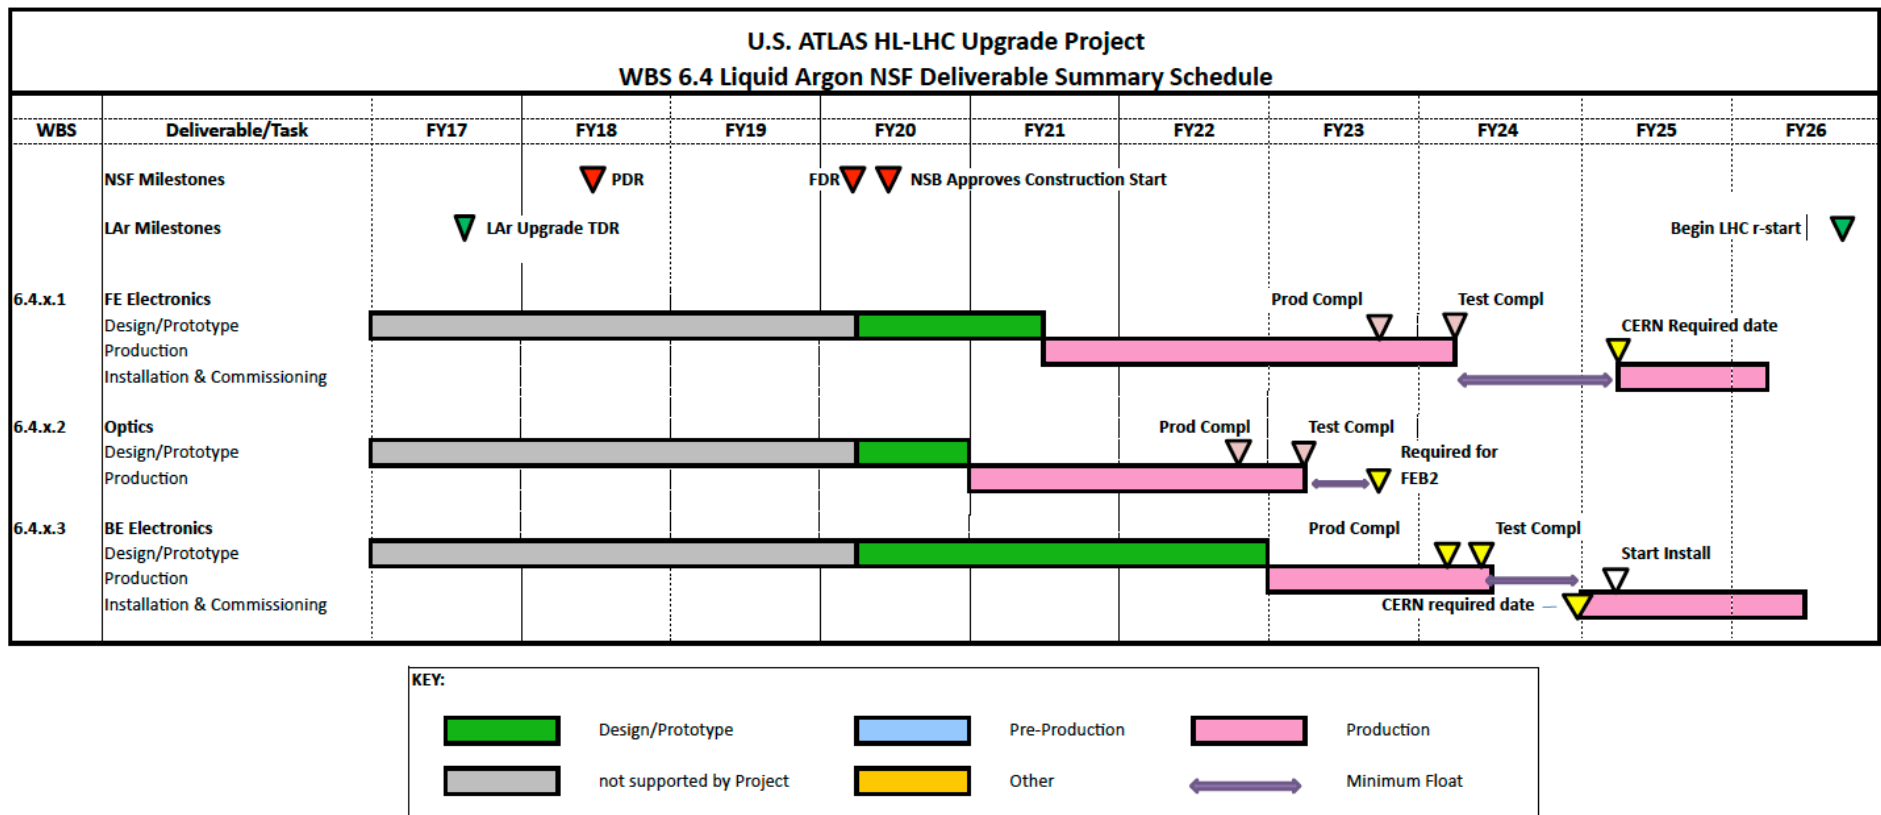 U.S. ATLAS HL-LHC Upgrade Project
WBS 6.4 Liquid Argon NSF Deliverable Summary Schedule
WBS Deliverable/Task FY17 FY18 FY19 FY20 FY21 FY22 FY23 FY24 FY25 FY26
NSF Milestones PDR FDR NSB Approves Construction Start
LAr Milestones LAr Upgrade TDR Begin LHC r-start
6.4.x.1 FE Electronics Prod Compl Test Compl
Design/Prototype CERN Required date
Production
Installation & Commissioning
6.4.x.2 Optics Prod Compl Test Compl
Design/Prototype Required for
Production FEB2
6.4.x.3 BE Electronics Prod Compl Test Compl
Design/Prototype Start Install
Production
Installation & Commissioning CERN required date
KEY:
Design/Prototype Pre-Production Production
not supported by Project Other Minimum Float